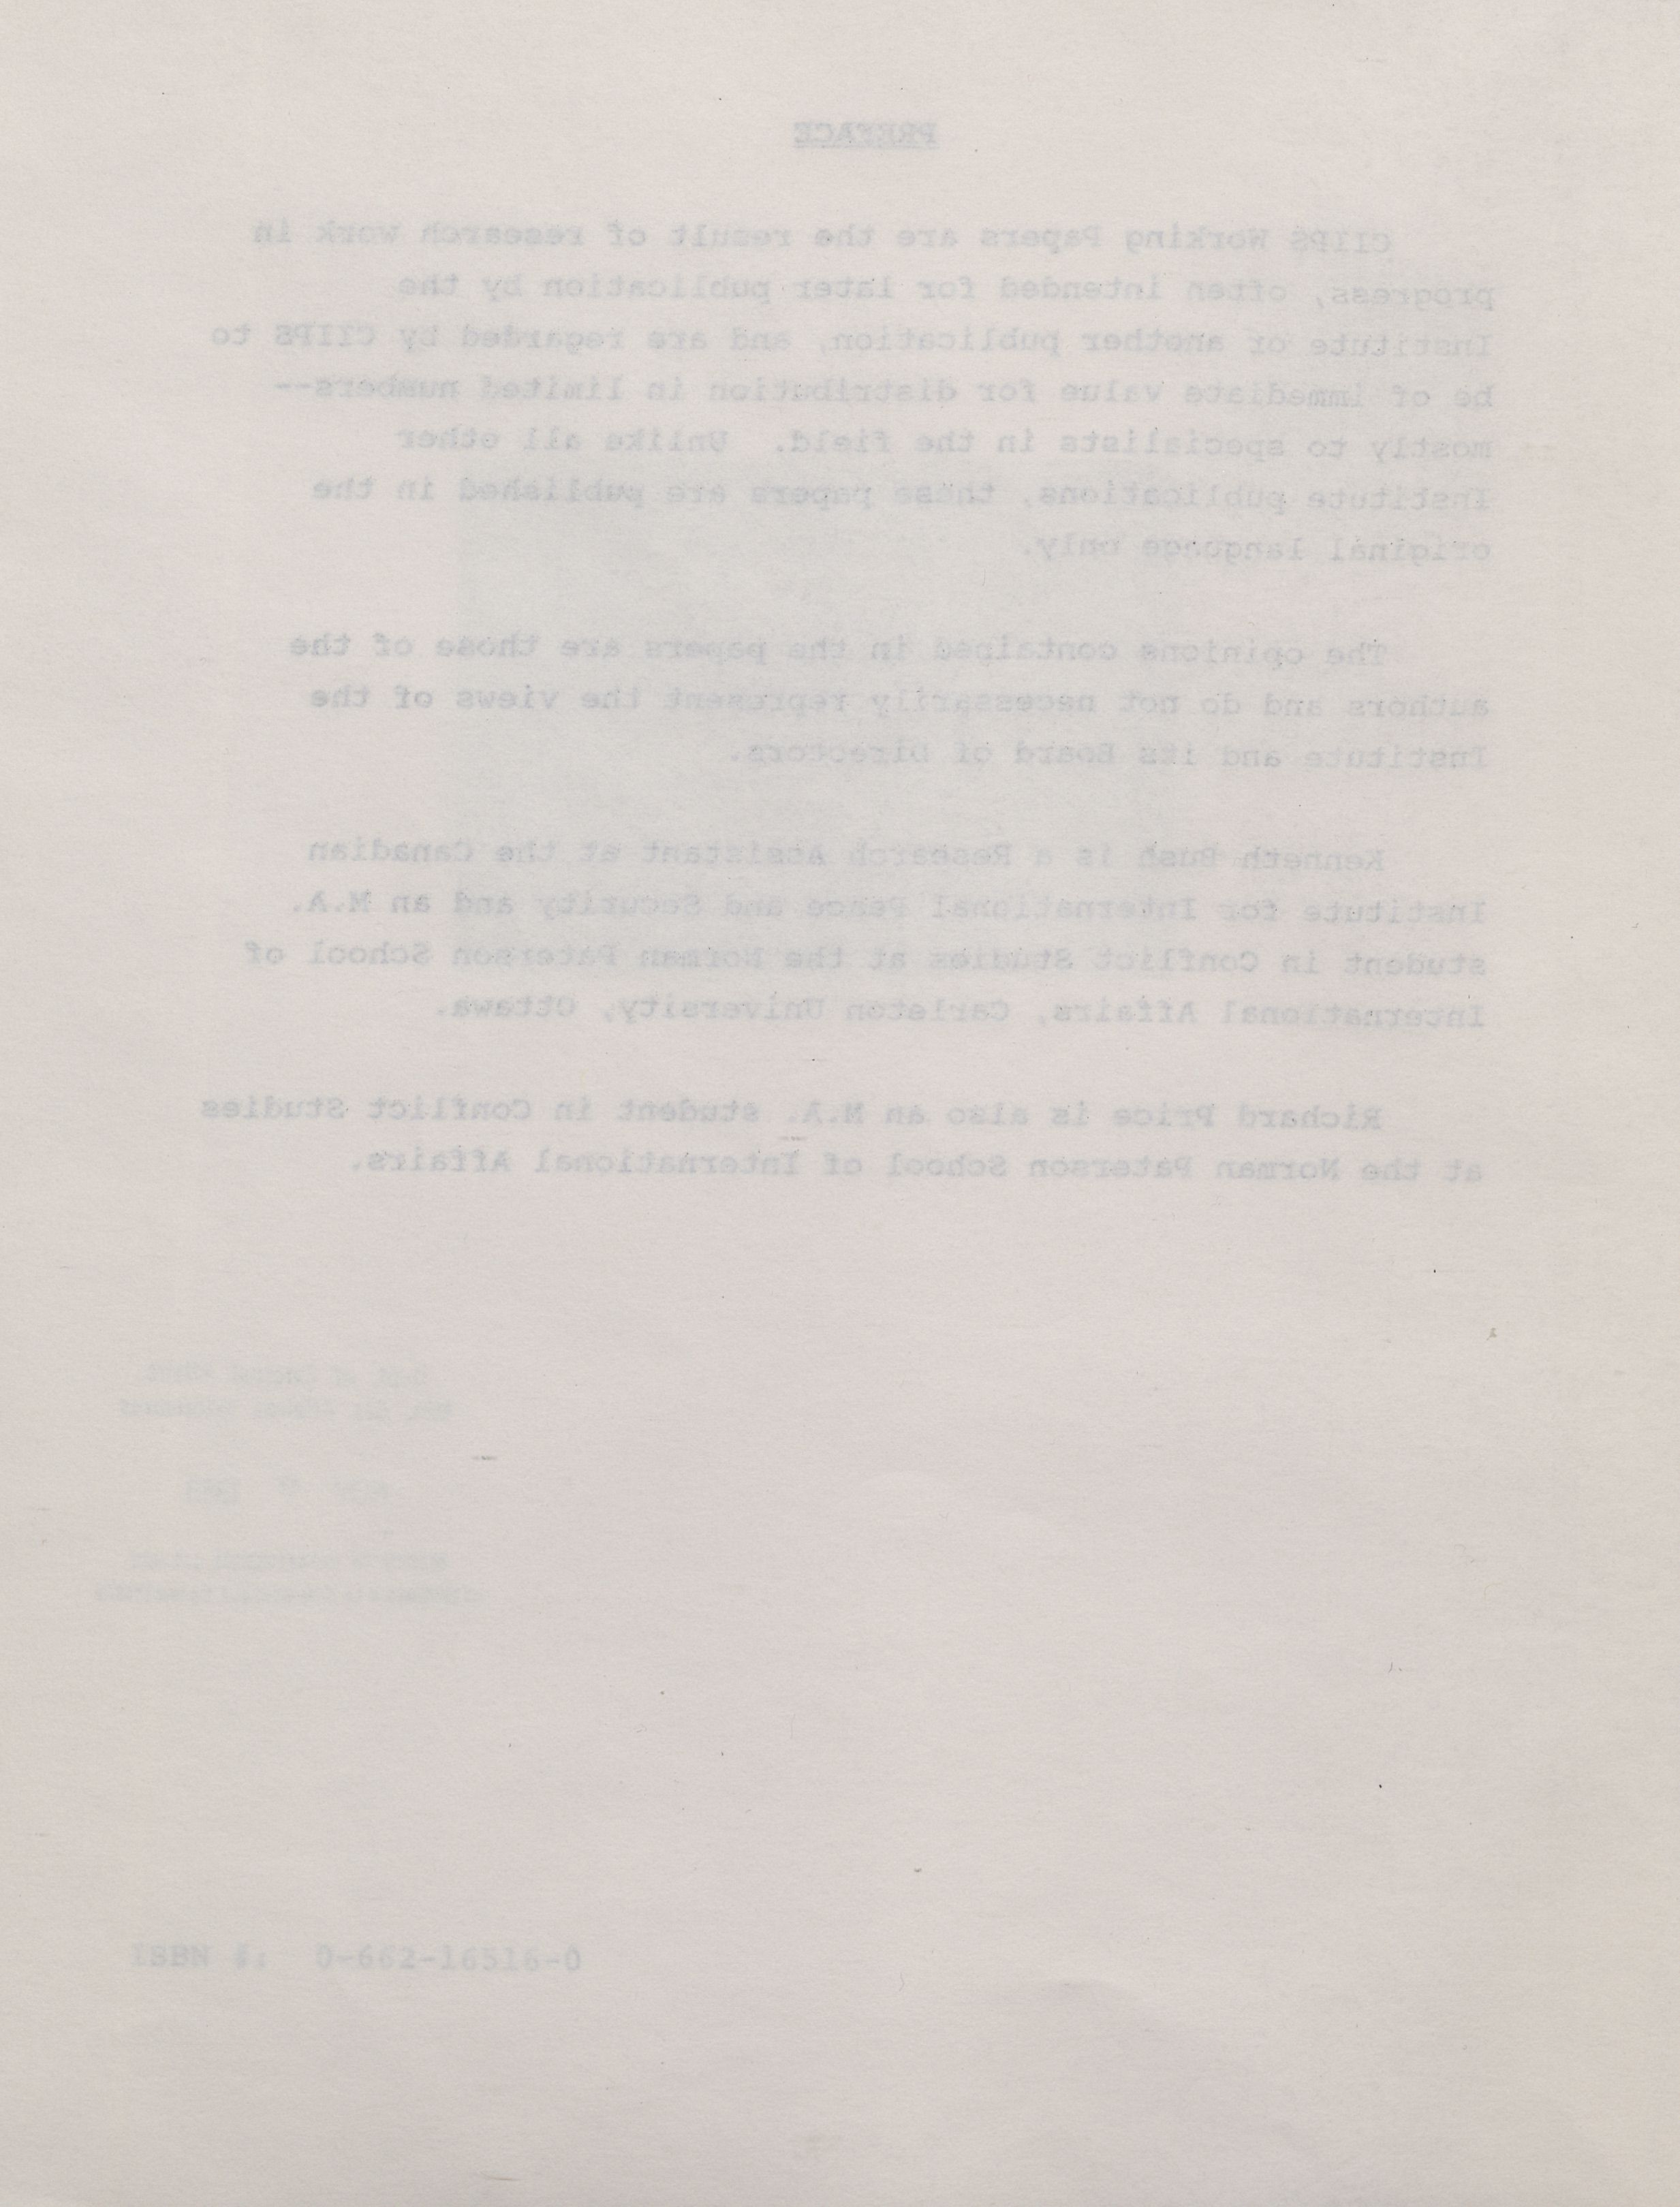 PREFACE
CIIPS Working Papers are the result of research work in
progress, often intended for later publication by the
Institute or another publication, and are regarded by CIIPS to
be of immediate value for distribution in limited numbers--
mostly to specialists in the field. Unlike all other
Institute publications, these papers are published in the
original language only.
The opinions contained in the papers are those of the
authors and do not necessarily represent the views of the
Institute and its Board of Directors.
Kenneth Bush is a Research Assistant at the Canadian
Institute for International Peace and Security and an M.A.
student in Conflict Studies at the Norman Paterson School of
International Affairs, Carleton University, Ottawa.
Richard Price is also an M.A. student in Conflict Studies
at the Norman Paterson School of International Affairs.
ISBN #: 0-662-16516-0